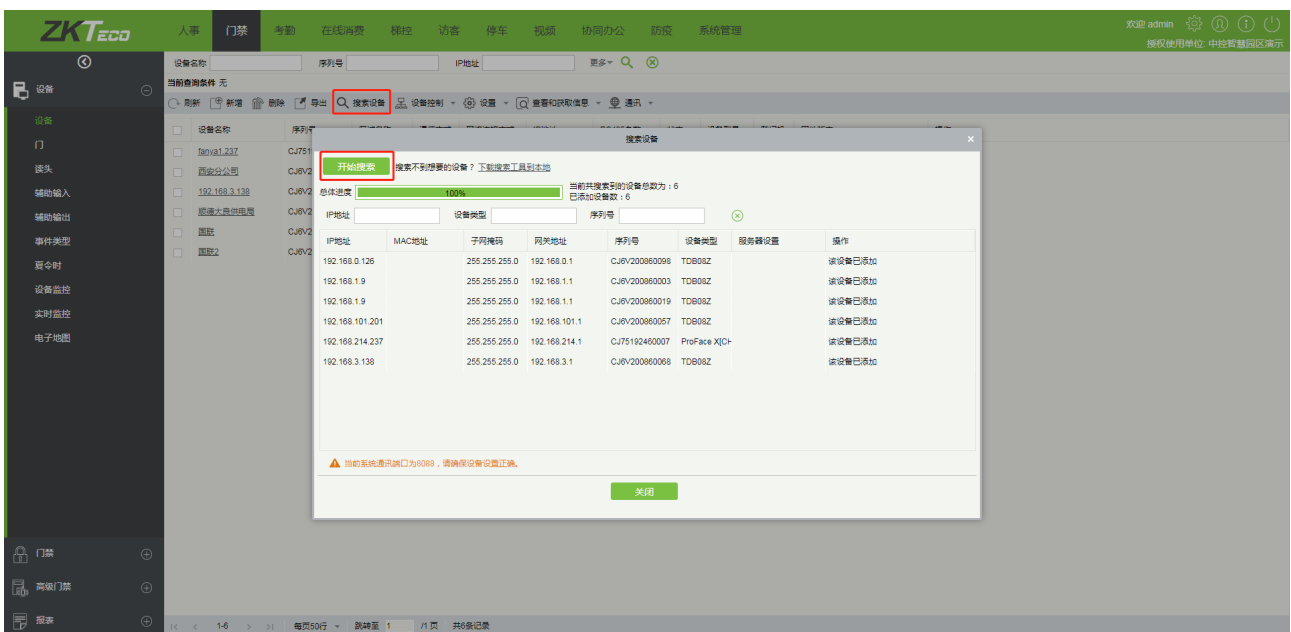 ZKTeco 人事 门禁 考勤 在线消费 梯控 访客 停车 视频 协同办公 防疫 系统管理 欢迎 admin
授权使用单位 中控智慧园区演示
设备名称 序列号 IP地址 更多
当前查询条件 无
刷新 新增 删除 导出 搜索设备 设备控制 设置 查看和获取信息 通讯
设备
设备
门
读头
辅助输入
辅助输出
事件类型
夏令时
设备监控
实时监控
电子地图
门禁
高级门禁
报表
设备名称 序列号
fanya1.237 CJ751
西安分公司 CJ6V2
192.168.3.138 CJ6V2
顺德大良供电局 CJ6V2
国联 CJ6V2
国联2 CJ6V2
搜索设备 ×
开始搜索 搜索不到想要的设备？ 下载搜索工具到本地
总体进度 100% 当前共搜索到的设备总数为：6
已添加设备数：6
IP地址 设备类型 序列号
IP地址 MAC地址 子网掩码 网关地址 序列号 设备类型 服务器设置 操作
192.168.0.126 255.255.255.0 192.168.0.1 CJ6V200860098 TDB08Z 该设备已添加
192.168.1.9 255.255.255.0 192.168.1.1 CJ6V200860003 TDB08Z 该设备已添加
192.168.1.9 255.255.255.0 192.168.1.1 CJ6V200860019 TDB08Z 该设备已添加
192.168.101.201 255.255.255.0 192.168.101.1 CJ6V200860057 TDB08Z 该设备已添加
192.168.214.237 255.255.255.0 192.168.214.1 CJ75192460007 ProFace X[CH 该设备已添加
192.168.3.138 255.255.255.0 192.168.3.1 CJ6V200860068 TDB08Z 该设备已添加
当前系统通讯端口为8088，请确保设备设置正确。
关闭
1-6 每页50行 跳转至 1 /1 页 共6条记录